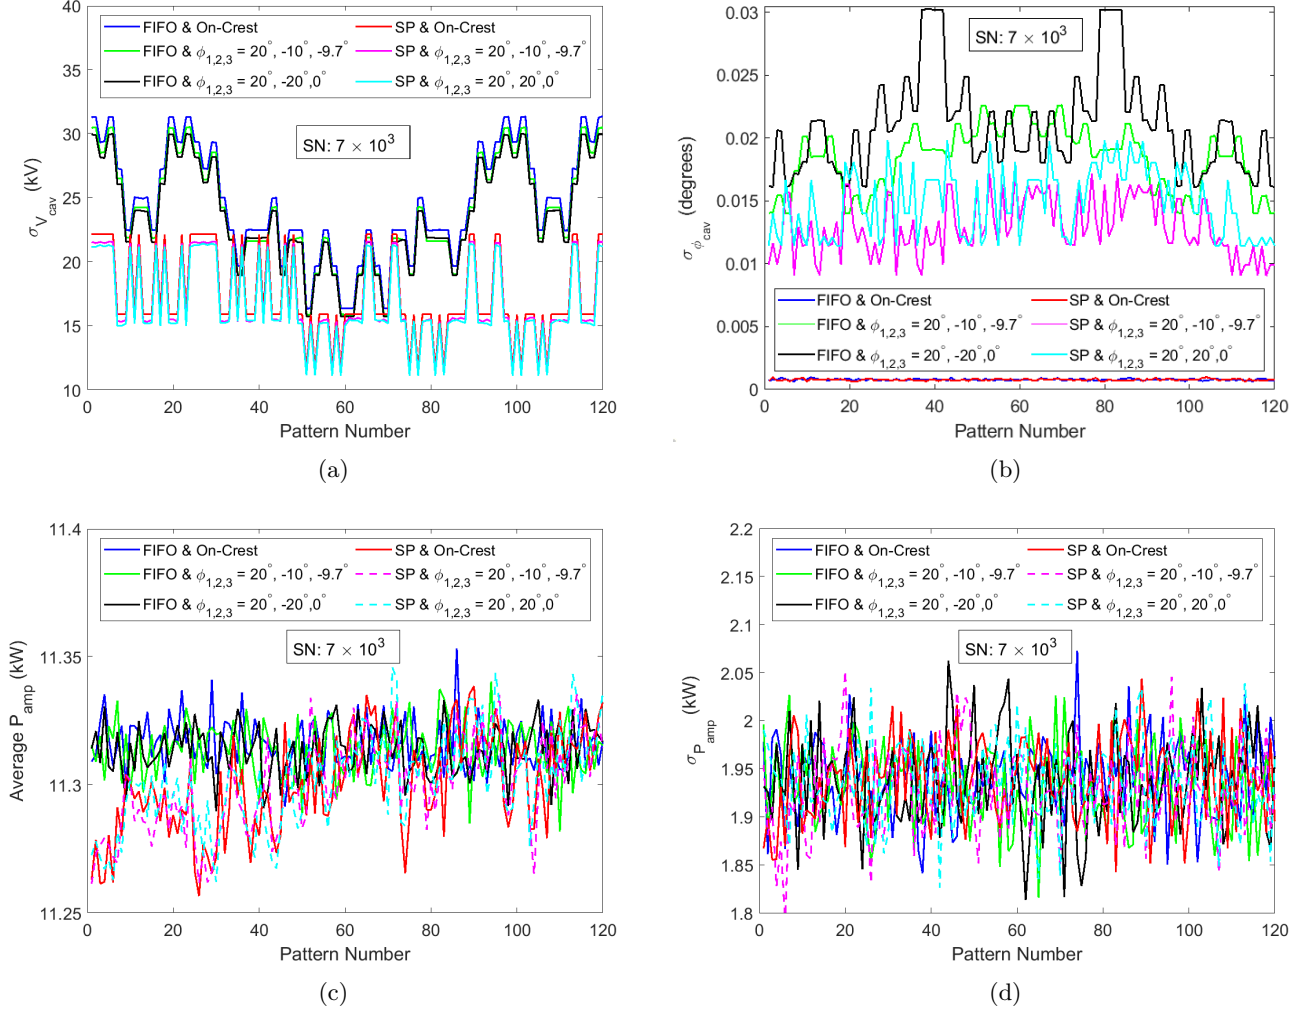 40
35
30
25
20
15
10
σ_V_cav (kV)
FIFO & On-Crest
FIFO & ϕ1,2,3 = 20°, -10°, -9.7°
FIFO & ϕ1,2,3 = 20°, -20°,0°
SP & On-Crest
SP & ϕ1,2,3 = 20°, -10°, -9.7°
SP & ϕ1,2,3 = 20°, 20°,0°
SN: 7 × 10³
0 20 40 60 80 100 120
Pattern Number
(a)
0.03
0.025
0.02
0.015
0.01
0.005
0
σ_ϕ_cav (degrees)
SN: 7 × 10³
FIFO & On-Crest
FIFO & ϕ1,2,3 = 20°, -10°, -9.7°
FIFO & ϕ1,2,3 = 20°, -20°,0°
SP & On-Crest
SP & ϕ1,2,3 = 20°, -10°, -9.7°
SP & ϕ1,2,3 = 20°, 20°,0°
0 20 40 60 80 100 120
Pattern Number
(b)
11.4
11.35
11.3
11.25
Average P_amp (kW)
FIFO & On-Crest
FIFO & ϕ1,2,3 = 20°, -10°, -9.7°
FIFO & ϕ1,2,3 = 20°, -20°,0°
SP & On-Crest
SP & ϕ1,2,3 = 20°, -10°, -9.7°
SP & ϕ1,2,3 = 20°, 20°,0°
SN: 7 × 10³
0 20 40 60 80 100 120
Pattern Number
(c)
2.2
2.15
2.1
2.05
2
1.95
1.9
1.85
1.8
σ_P_amp (kW)
FIFO & On-Crest
FIFO & ϕ1,2,3 = 20°, -10°, -9.7°
FIFO & ϕ1,2,3 = 20°, -20°,0°
SP & On-Crest
SP & ϕ1,2,3 = 20°, -10°, -9.7°
SP & ϕ1,2,3 = 20°, 20°,0°
SN: 7 × 10³
0 20 40 60 80 100 120
Pattern Number
(d)